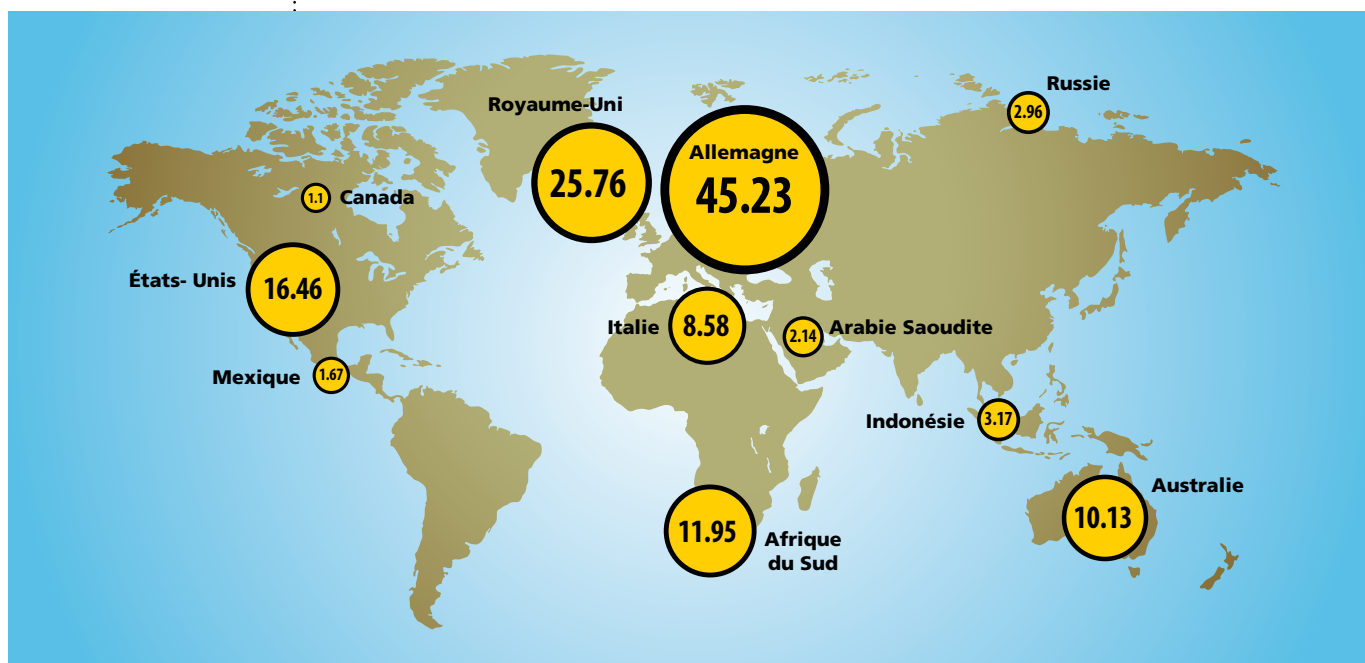 Russie
2.96
Royaume-Uni
25.76
Allemagne
45.23
1.1 Canada
États- Unis
16.46
Italie
8.58
2.14
Arabie Saoudite
Mexique
1.67
Indonésie
3.17
Australie
10.13
11.95
Afrique
du Sud